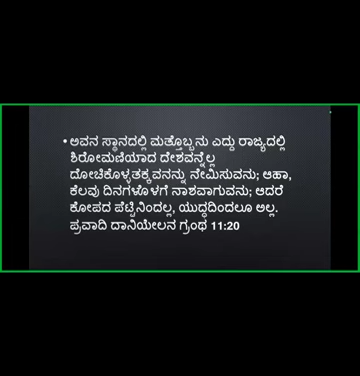 • ಅವನ ಸ್ಥಾನದಲ್ಲಿ ಮತ್ತೊಬ್ಬನು ಎದ್ದು ರಾಜ್ಯದಲ್ಲಿ
ಶಿರೋಮಣಿಯಾದ ದೇಶವನ್ನೆಲ್ಲ
ದೋಚಿಕೊಳ್ಳತಕ್ಕವನನ್ನು ನೇಮಿಸುವನು; ಆಹಾ,
ಕೆಲವು ದಿನಗಳೊಳಗೆ ನಾಶವಾಗುವನು; ಆದರೆ
ಕೋಪದ ಪೆಟ್ಟಿನಿಂದಲ್ಲ, ಯುದ್ಧದಿಂದಲೂ ಅಲ್ಲ.
ಪ್ರವಾದಿ ದಾನಿಯೇಲನ ಗ್ರಂಥ 11:20